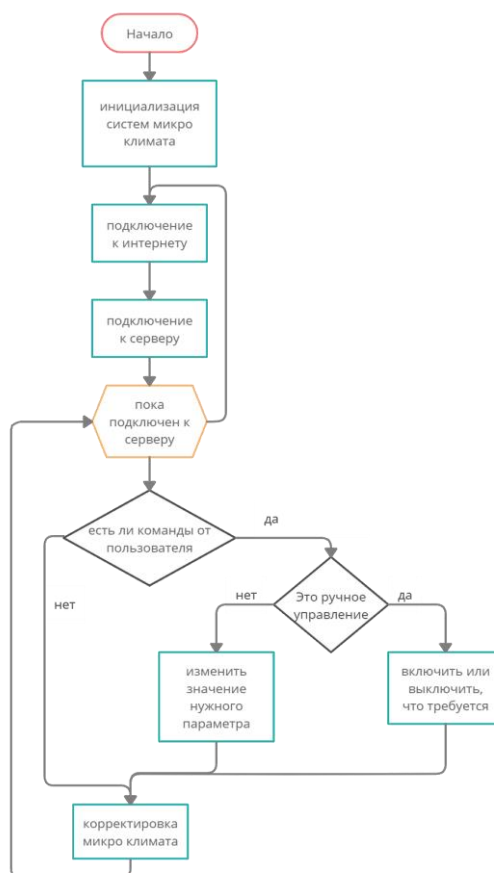 Начало
инициализация
систем микро
климата
подключение
к интернету
подключение
к серверу
пока
подключен к
серверу
есть ли команды от
пользователя
да
нет
Это ручное
управление
нет
да
изменить
значение
нужного
параметра
включить или
выключить,
что требуется
корректировка
микро климата